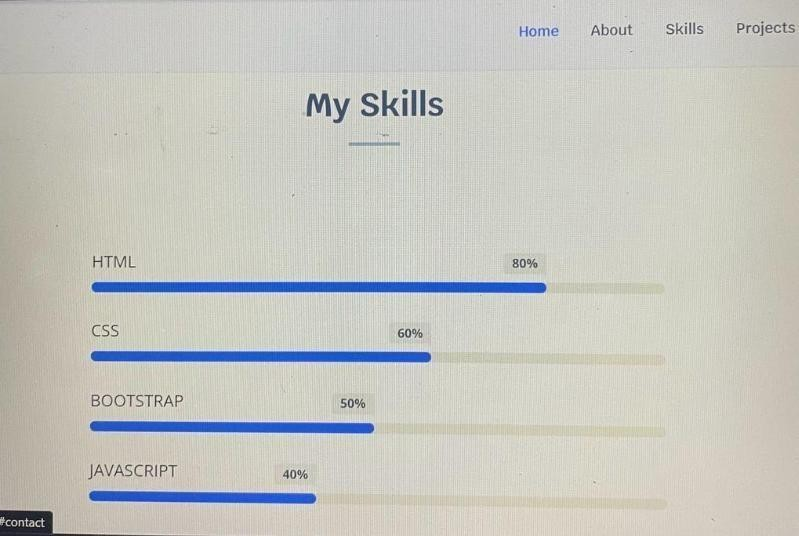 Home About Skills Projects
My Skills
HTML 80%
CSS 60%
BOOTSTRAP 50%
JAVASCRIPT 40%
#contact